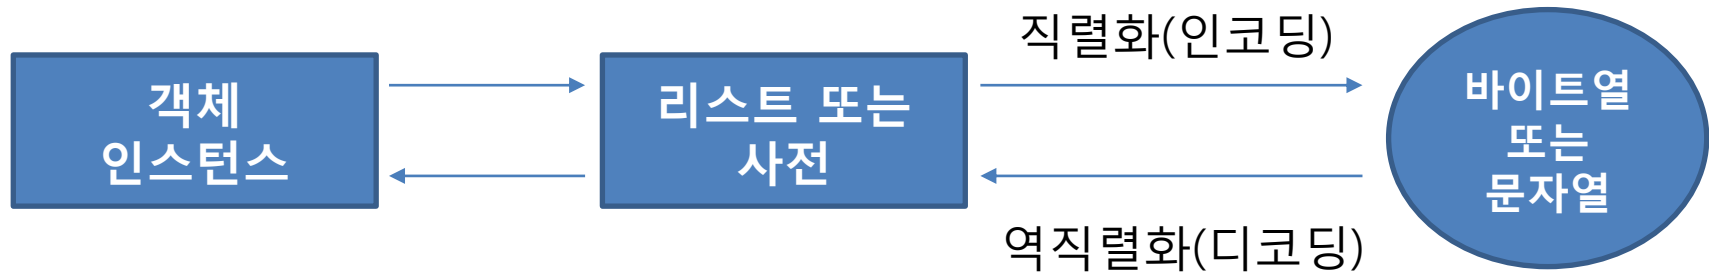 객체
인스턴스
리스트 또는
사전
직렬화(인코딩)
역직렬화(디코딩)
바이트열
또는
문자열